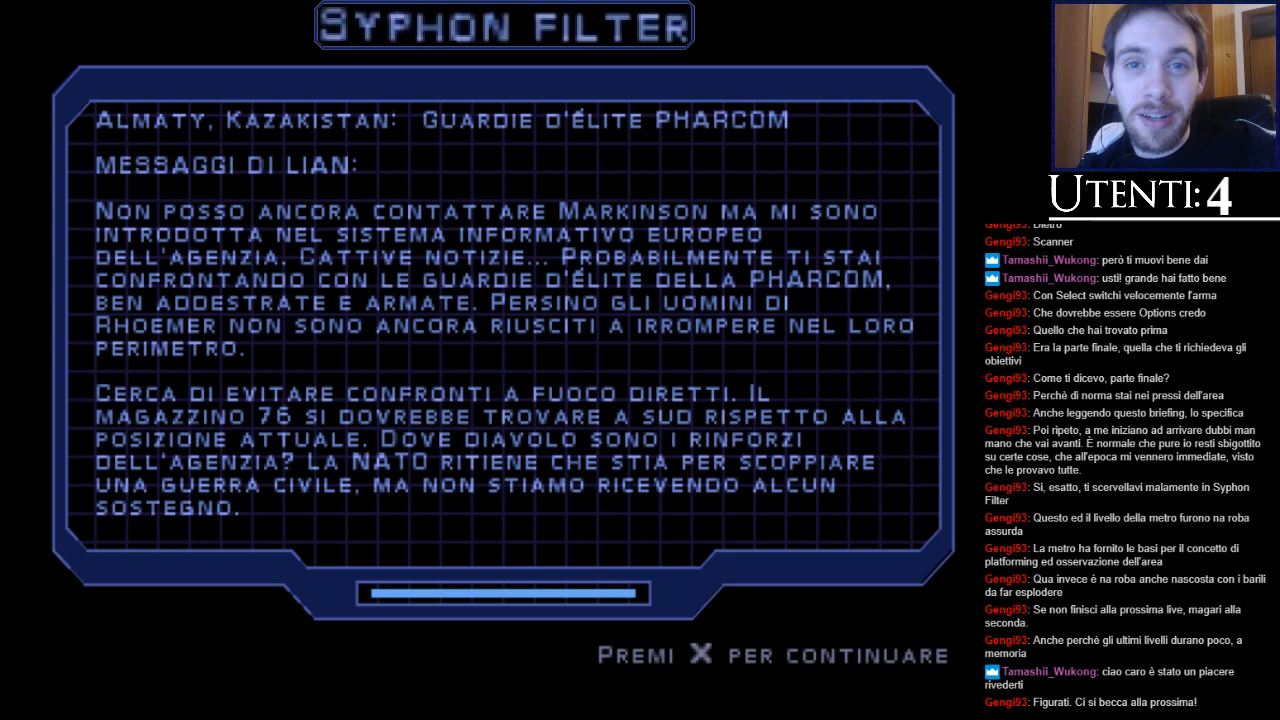 SYPHON FILTER
ALMATY, KAZAKISTAN: GUARDIE D'ÉLITE PHARCOM
MESSAGGI DI LIAN:
NON POSSO ANCORA CONTATTARE MARKINSON MA MI SONO
INTRODOTTA NEL SISTEMA INFORMATIVO EUROPEO
DELL'AGENZIA. CATTIVE NOTIZIE... PROBABILMENTE TI STAI
CONFRONTANDO CON LE GUARDIE D'ÉLITE DELLA PHARCOM,
BEN ADDESTRATE E ARMATE. PERSINO GLI UOMINI DI
RHOEMER NON SONO ANCORA RIUSCITI A IRROMPERE NEL LORO
PERIMETRO.
CERCA DI EVITARE CONFRONTI A FUOCO DIRETTI. IL
MAGAZZINO 76 SI DOVREBBE TROVARE A SUD RISPETTO ALLA
POSIZIONE ATTUALE. DOVE DIAVOLO SONO I RINFORZI
DELL'AGENZIA? LA NATO RITIENE CHE STIA PER SCOPPIARE
UNA GUERRA CIVILE, MA NON STIAMO RICEVENDO ALCUN
SOSTEGNO.
PREMI X PER CONTINUARE
UTENTI: 4
Gengi93: Dietro
Gengi93: Scanner
Tamashii_Wukong: però ti muovi bene dai
Tamashii_Wukong: usti! grande hai fatto bene
Gengi93: Con Select switchi velocemente l'arma
Gengi93: Che dovrebbe essere Options credo
Gengi93: Quello che hai trovato prima
Gengi93: Era la parte finale, quella che ti richiedeva gli
obiettivi
Gengi93: Come ti dicevo, parte finale?
Gengi93: Perchè di norma stai nei pressi dell'area
Gengi93: Anche leggendo questo briefing, lo specifica
Gengi93: Poi ripeto, a me iniziano ad arrivare dubbi man
mano che vai avanti. È normale che pure io resti sbigottito
su certe cose, che all'epoca mi vennero immediate, visto
che le provavo tutte.
Gengi93: Si, esatto, ti scervellavi malamente in Syphon
Filter
Gengi93: Questo ed il livello della metro furono na roba
assurda
Gengi93: La metro ha fornito le basi per il concetto di
platforming ed osservazione dell'area
Gengi93: Qua invece è na roba anche nascosta con i barili
da far esplodere
Gengi93: Se non finisci alla prossima live, magari alla
seconda.
Gengi93: Anche perchè gli ultimi livelli durano poco, a
memoria
Tamashii_Wukong: ciao caro è stato un piacere
rivederti
Gengi93: Figurati. Ci si becca alla prossima!